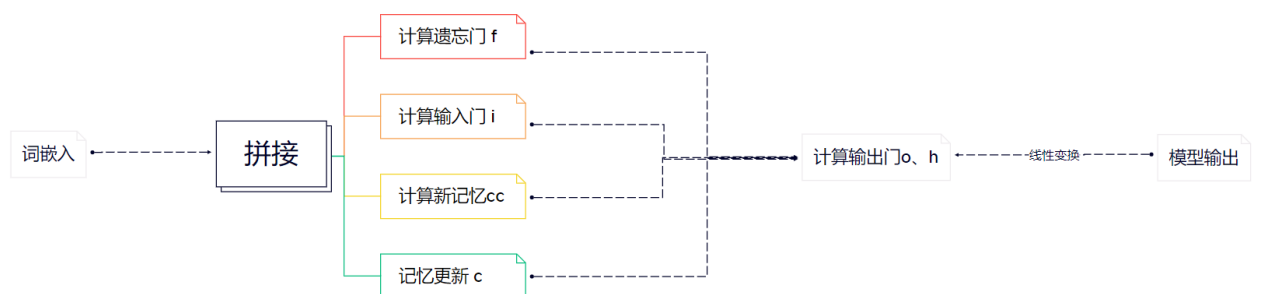 词嵌入
拼接
计算遗忘门 f
计算输入门 i
计算新记忆cc
记忆更新 c
计算输出门o、h
线性变换
模型输出